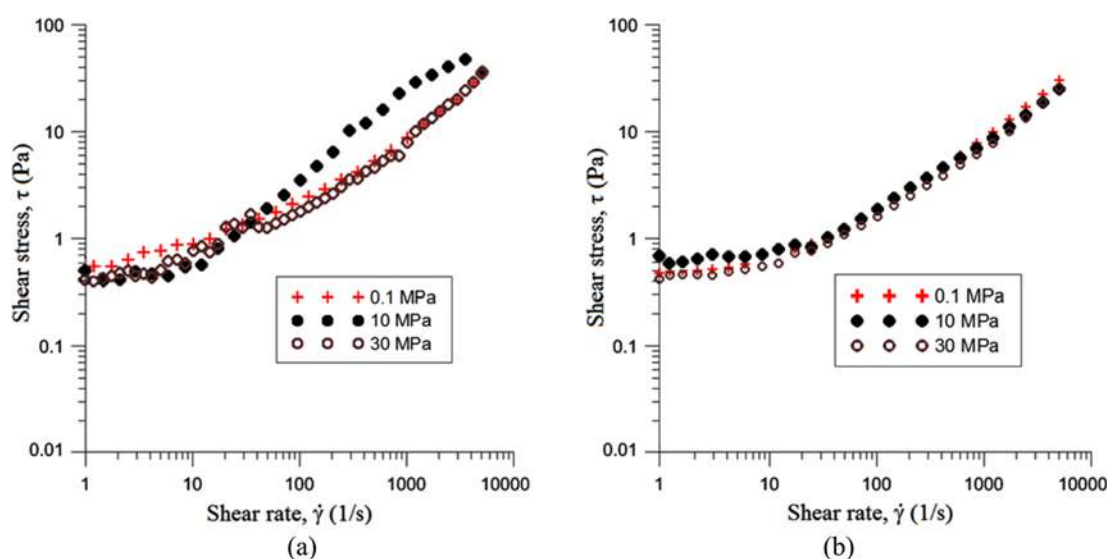 100
10
1
0.1
0.01
Shear stress, τ (Pa)
+ + + 0.1 MPa
● ● ● 10 MPa
○ ○ ○ 30 MPa
1 10 100 1000 10000
Shear rate, γ̇ (1/s)
(a)
100
10
1
0.1
0.01
Shear stress, τ (Pa)
+ + + 0.1 MPa
● ● ● 10 MPa
○ ○ ○ 30 MPa
1 10 100 1000 10000
Shear rate, γ̇ (1/s)
(b)